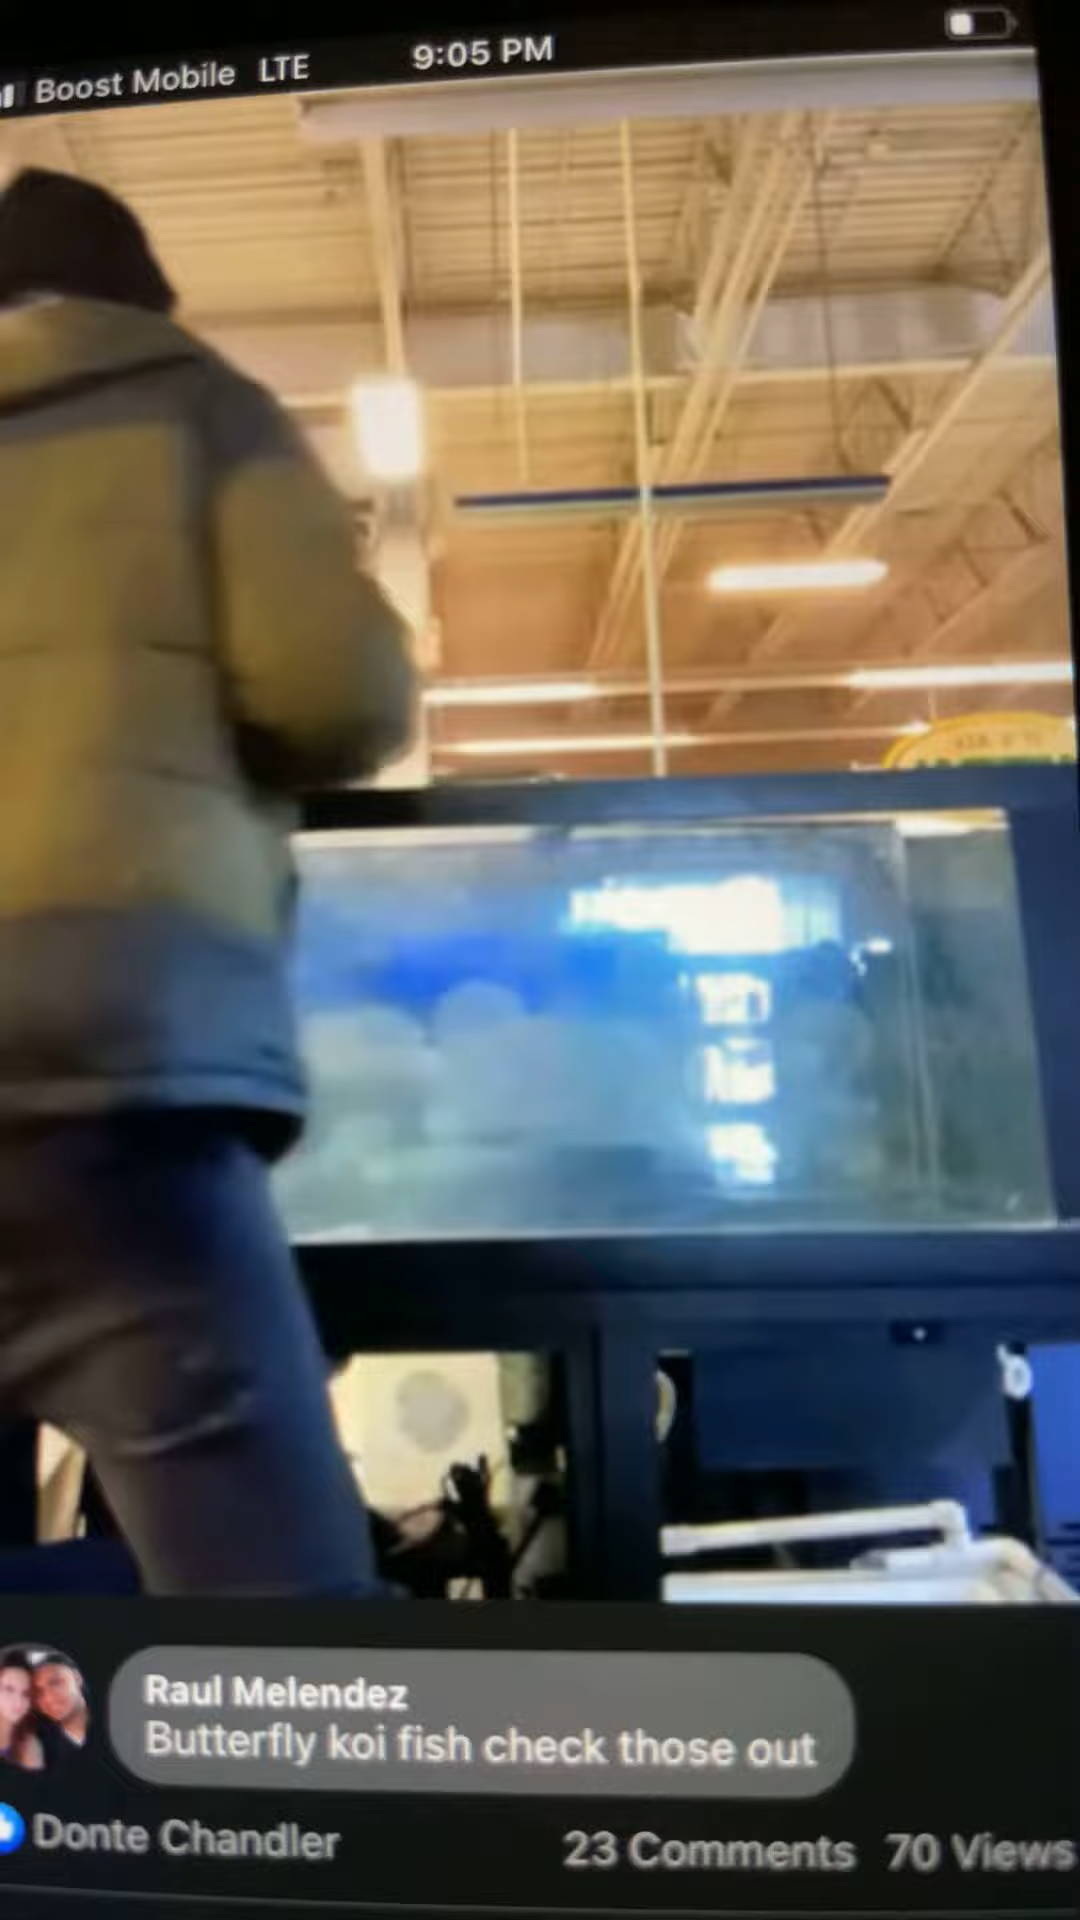 Boost Mobile LTE 9:05 PM
Raul Melendez
Butterfly koi fish check those out
Donte Chandler 23 Comments 70 Views